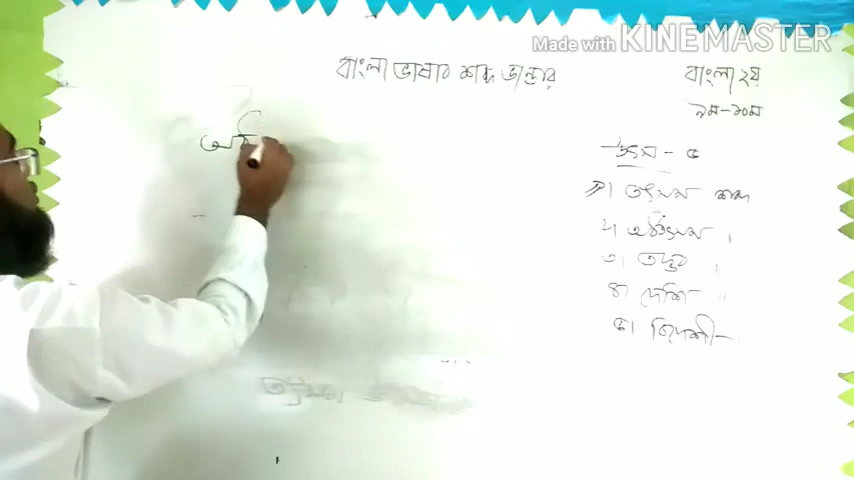 Made with KINEMASTER
বাংলা ভাষার শব্দ ভান্ডার
বাংলা ২য়
৯ম-১০ম
উৎস - ৫
১। তৎসম শব্দ
২। অর্ধতৎসম ।
৩। তদ্ভব ।
৪। দেশি "
৫। বিদেশী -